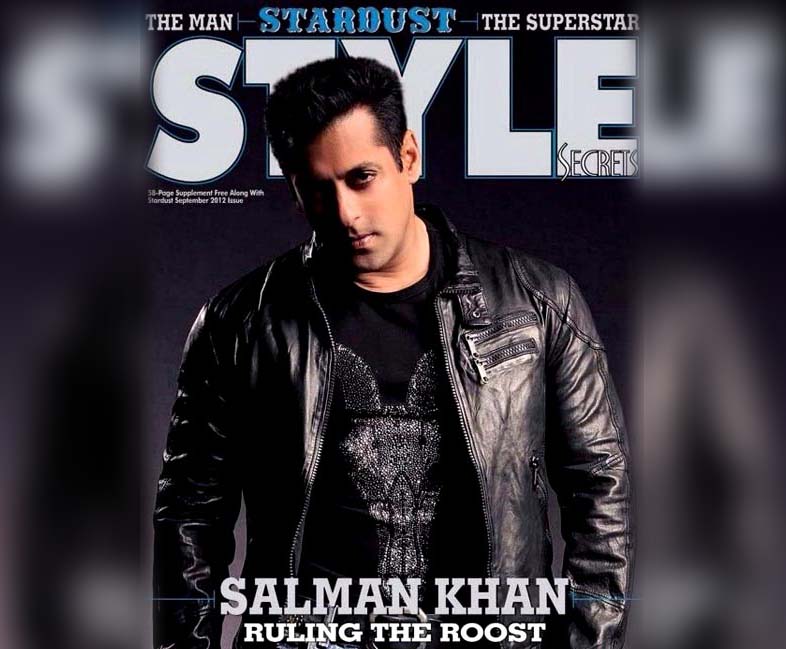 THE MAN STARDUST THE SUPERSTAR
STYLE
SECRETS
58-Page Supplement Free Along With
Stardust September 2012 Issue
SALMAN KHAN
RULING THE ROOST